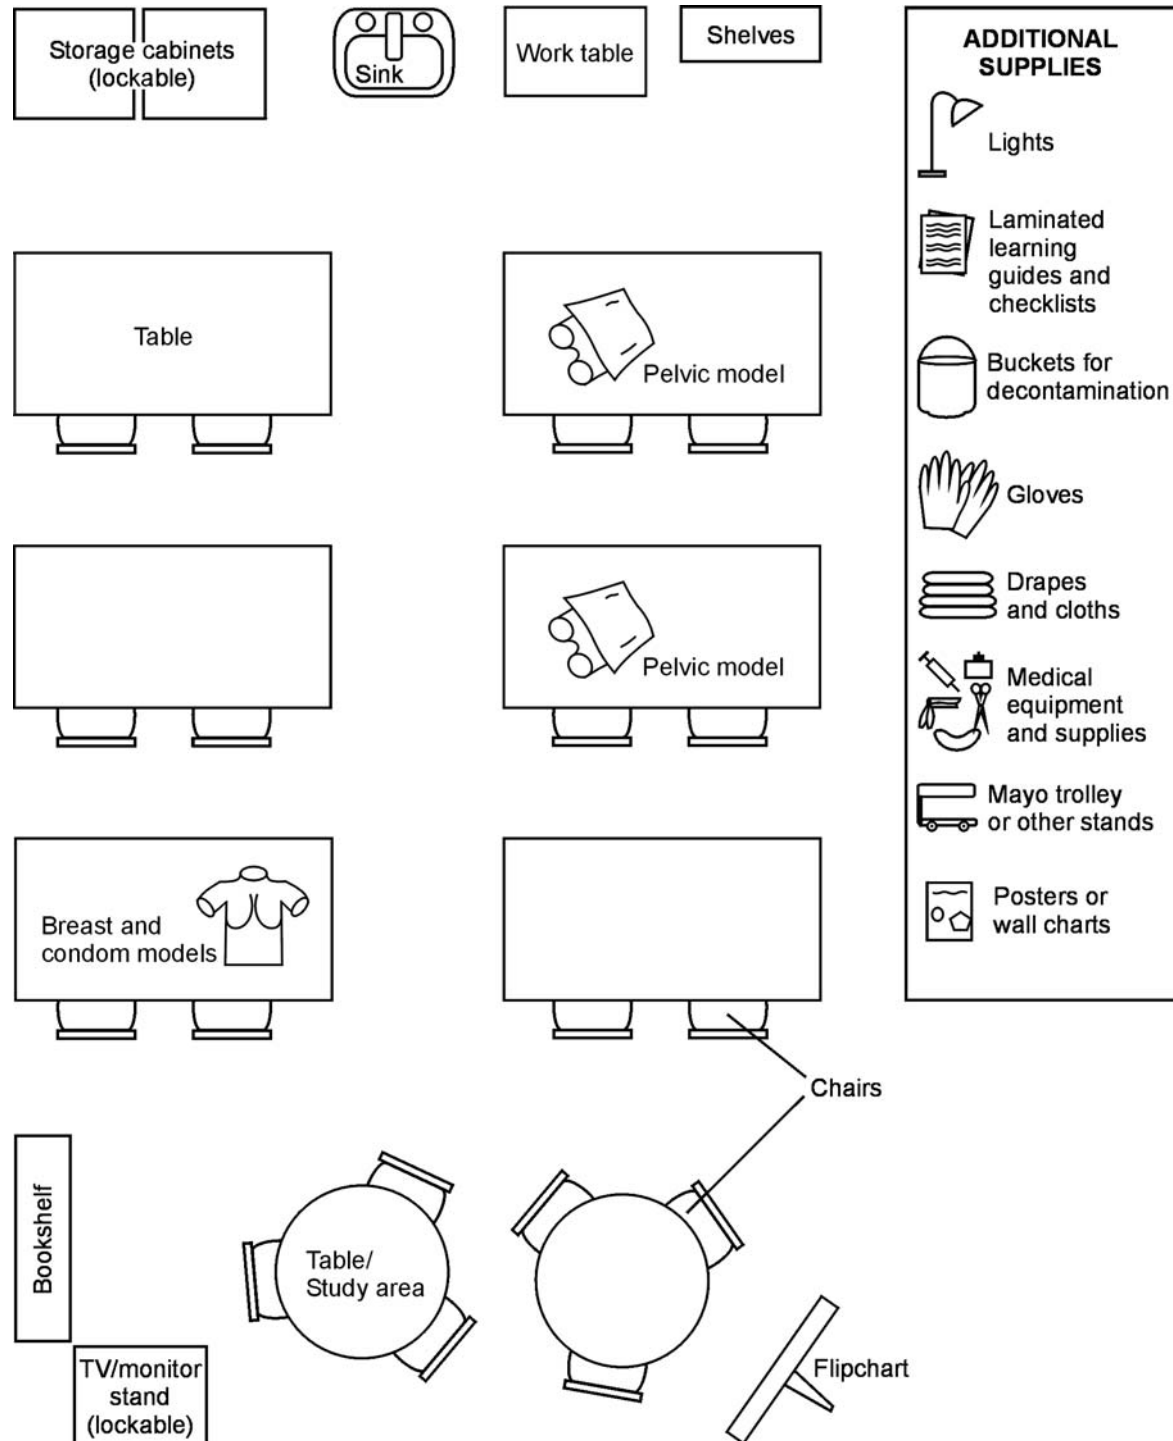 Storage cabinets
(lockable)
Sink
Work table
Shelves
Table
Pelvic model
Pelvic model
Breast and
condom models
Chairs
Bookshelf
Table/
Study area
TV/monitor
stand
(lockable)
Flipchart
ADDITIONAL
SUPPLIES
Lights
Laminated
learning
guides and
checklists
Buckets for
decontamination
Gloves
Drapes
and cloths
Medical
equipment
and supplies
Mayo trolley
or other stands
Posters or
wall charts